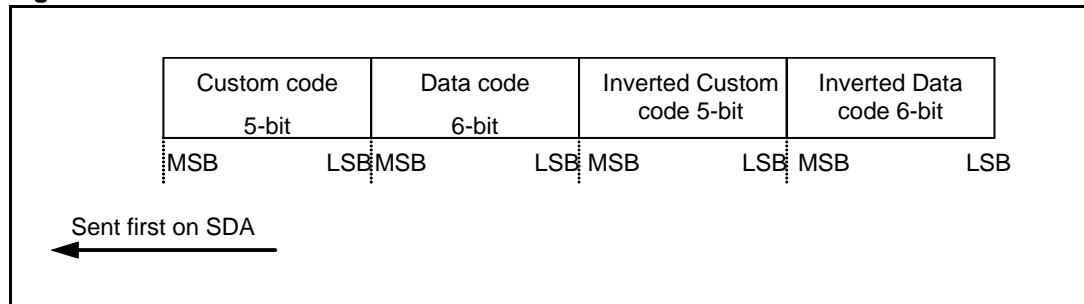 Custom code
5-bit
Data code
6-bit
Inverted Custom
code 5-bit
Inverted Data
code 6-bit
MSB LSB MSB LSB MSB LSB MSB LSB
Sent first on SDA